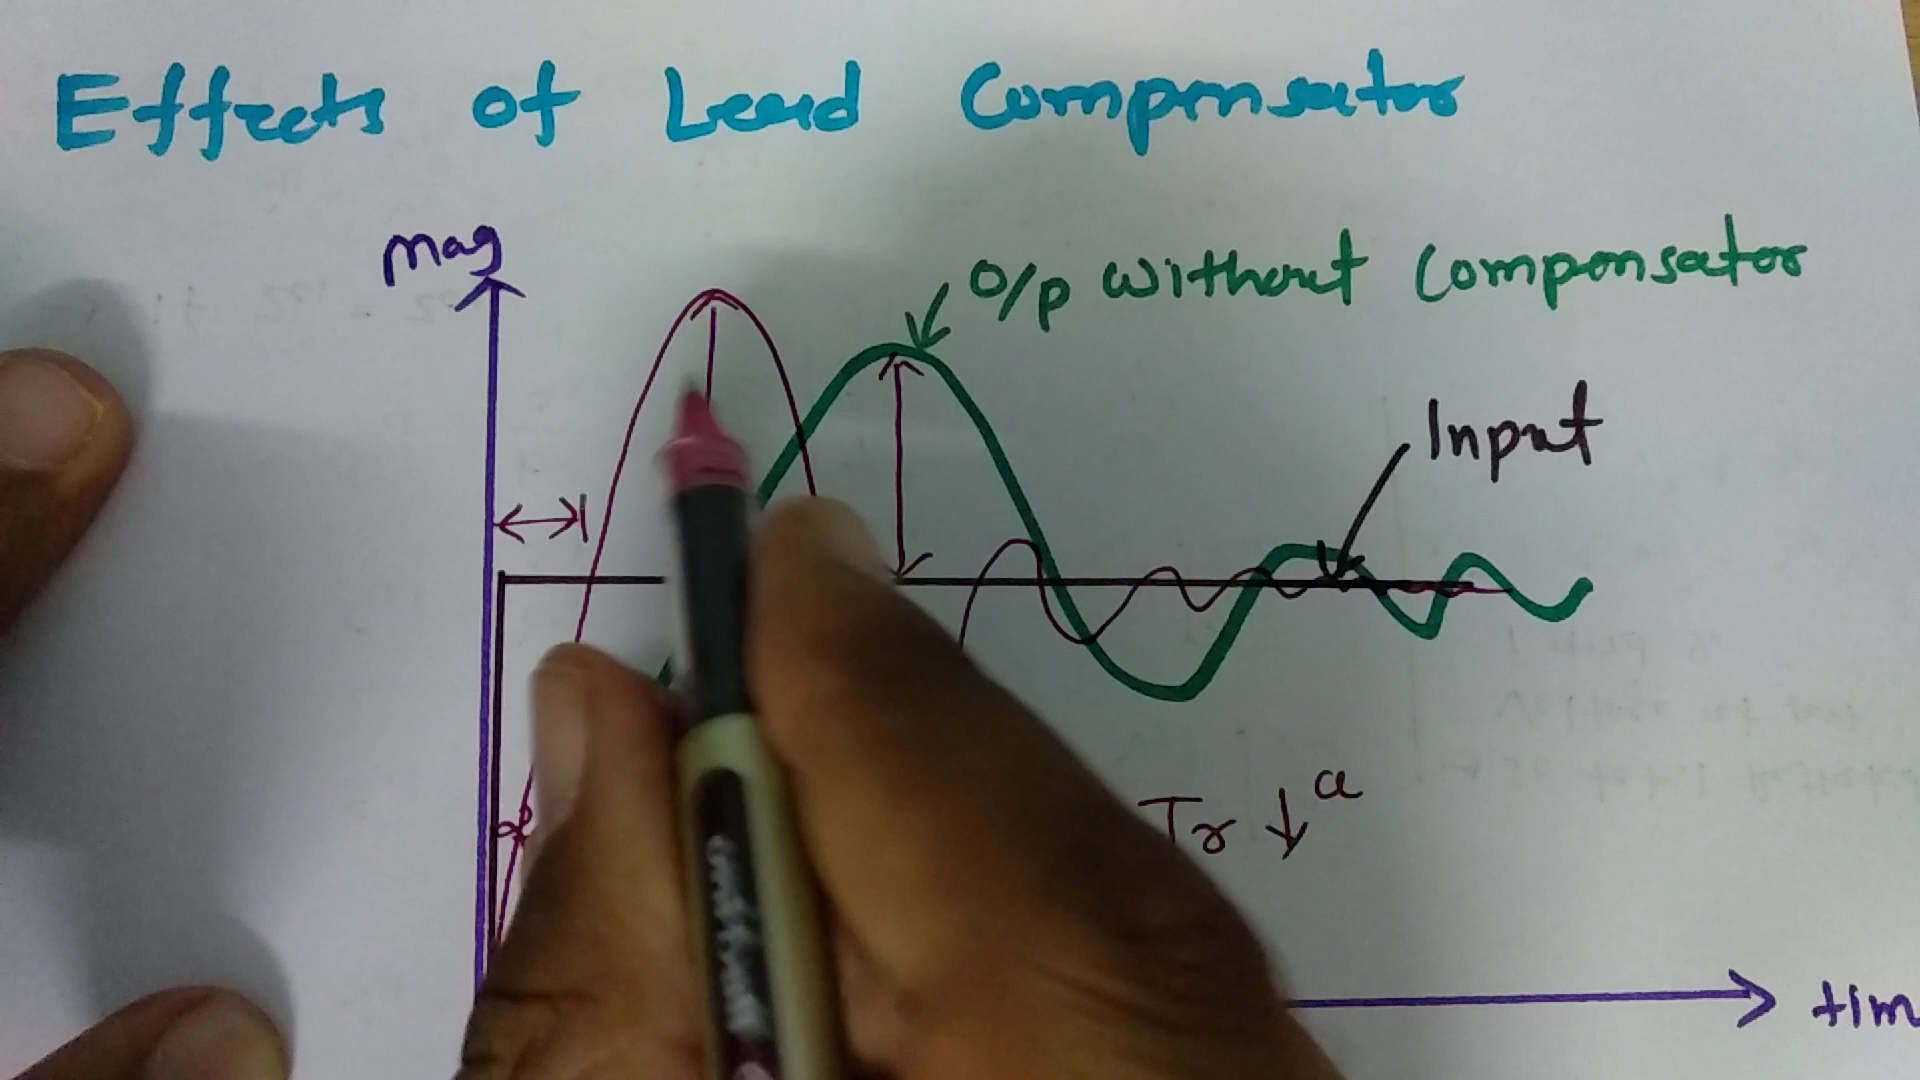 Effects of Lead Compensator
Mag
O/p without Compensator
Input
Tr ↓
time